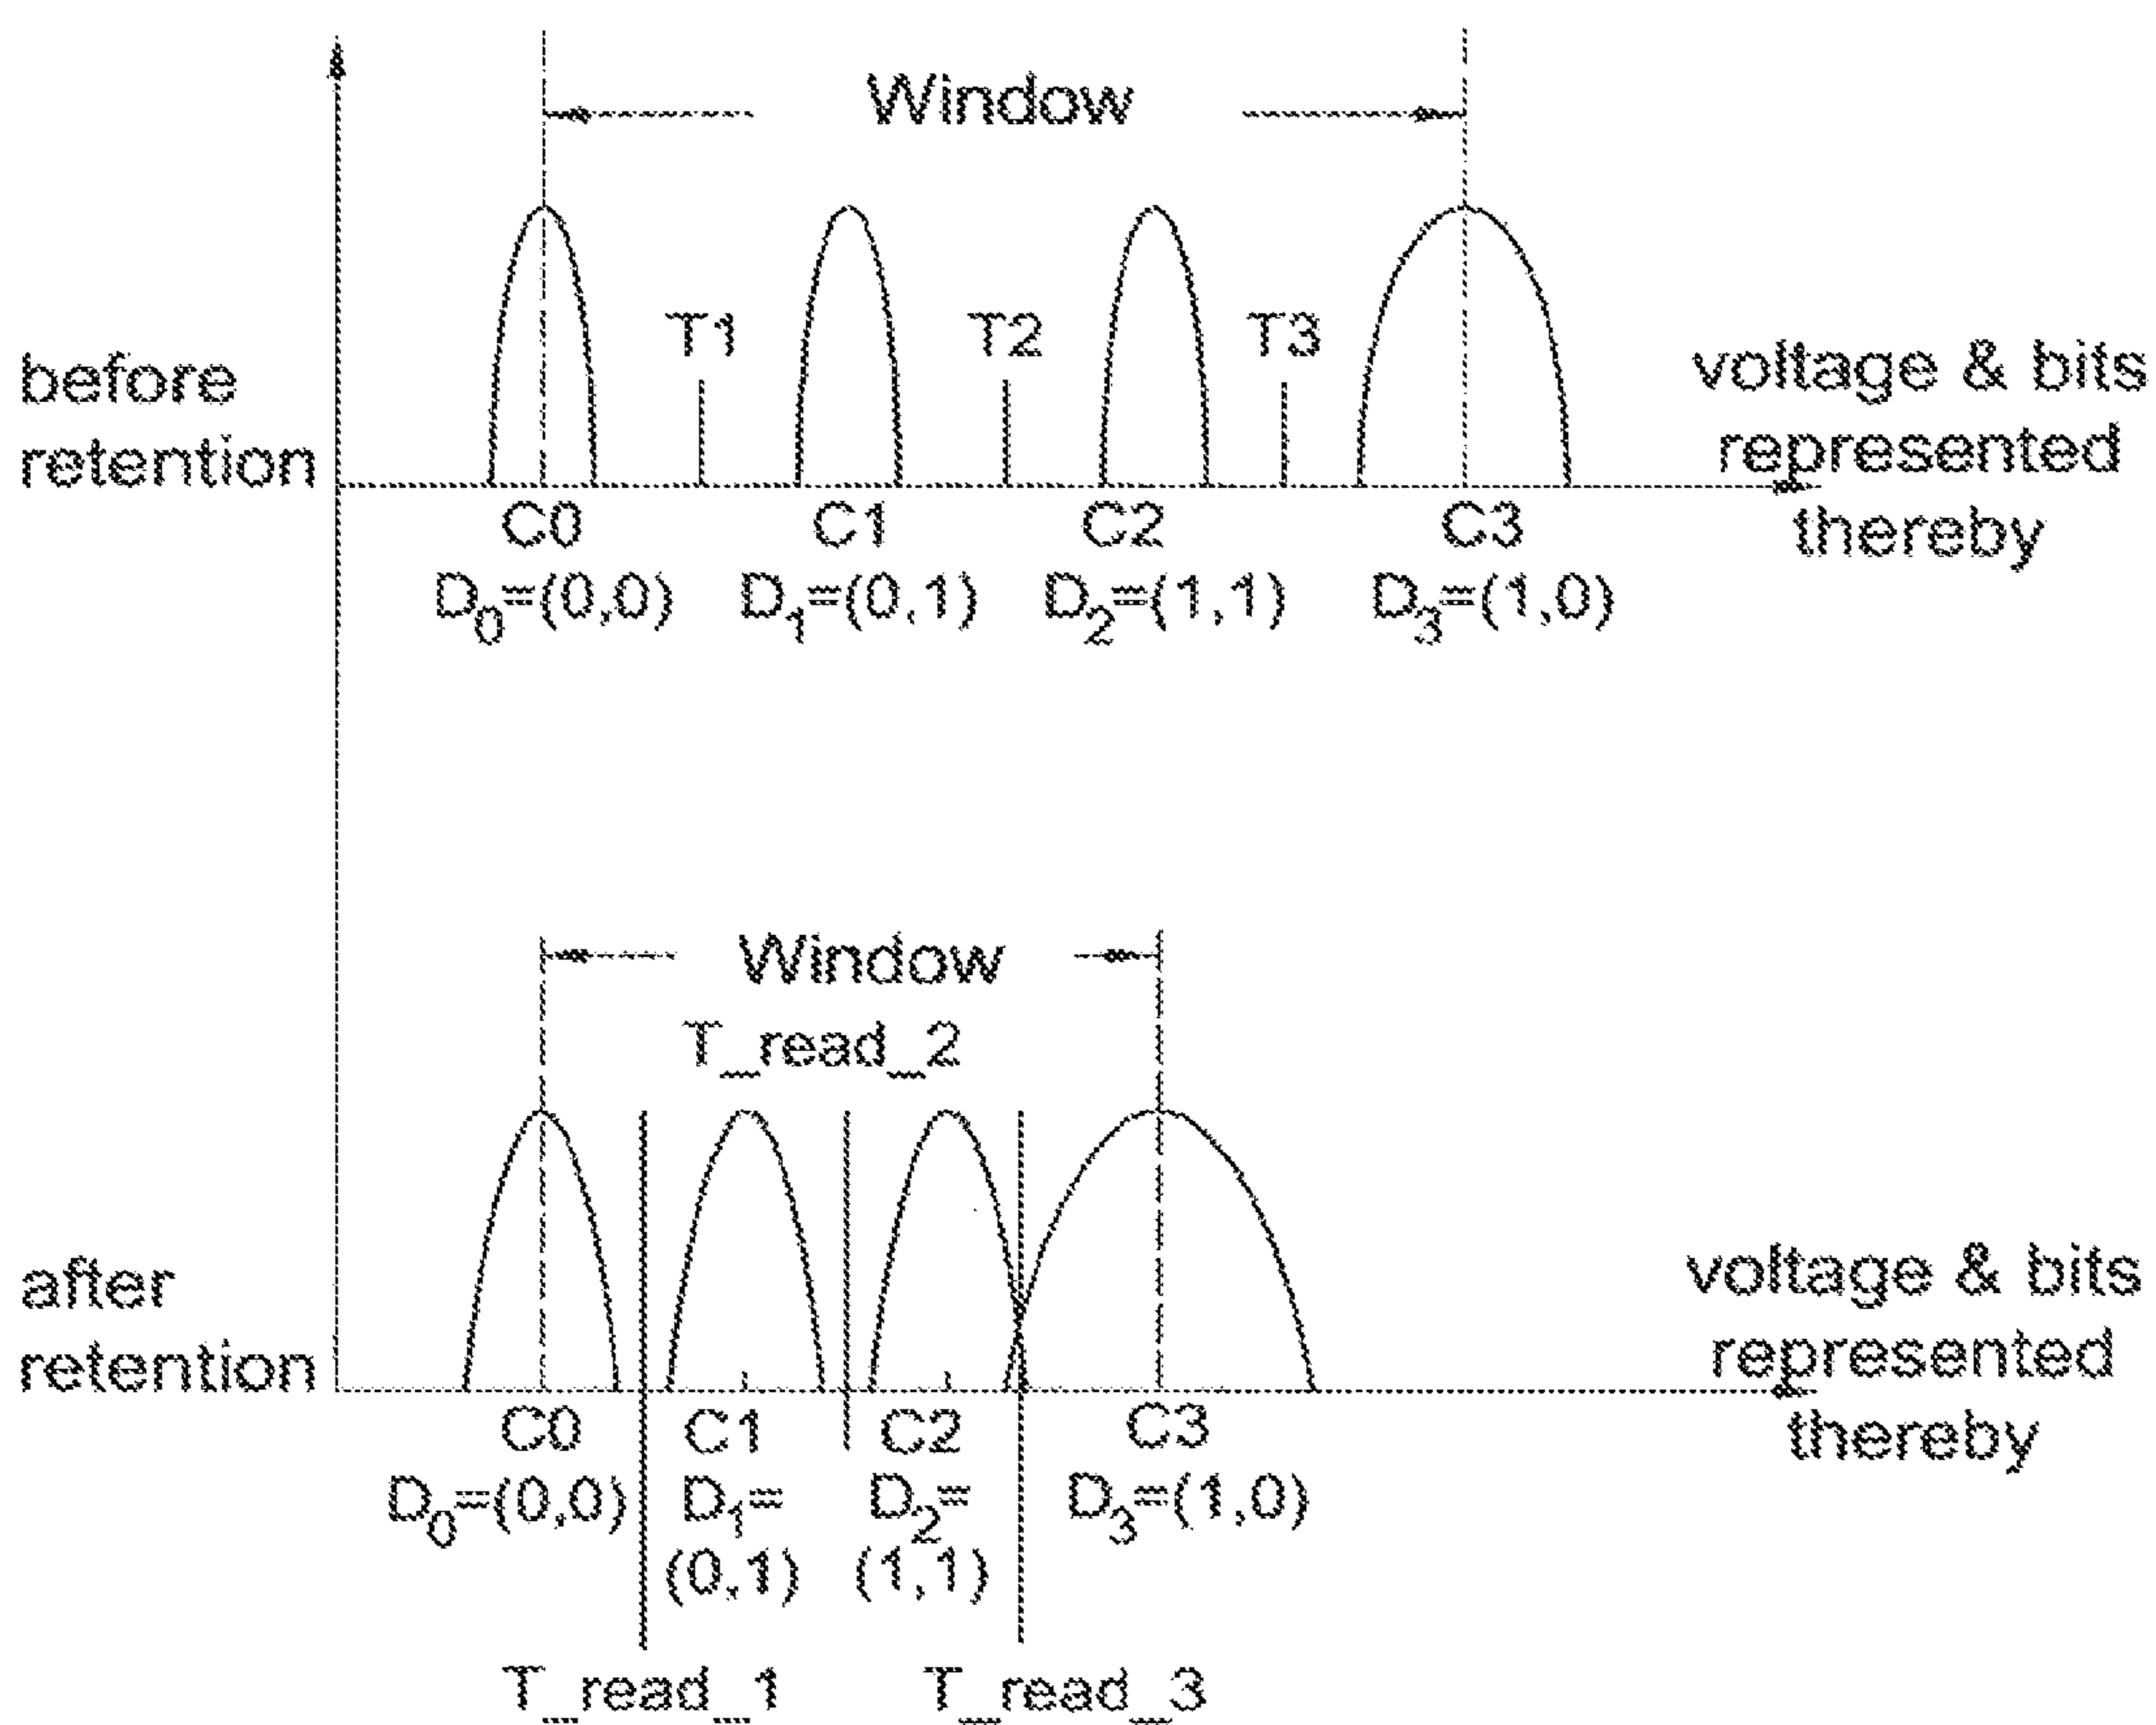 Window
T1 T2 T3
before
retention
voltage & bits
represented
thereby
C0 C1 C2 C3
D0=(0,0) D1=(0,1) D2=(1,1) D3=(1,0)
Window
T_read_2
after
retention
voltage & bits
represented
thereby
C0 C1 C2 C3
D0=(0,0) D1= D2= D3=(1,0)
(0,1) (1,1)
T_read_1 T_read_3